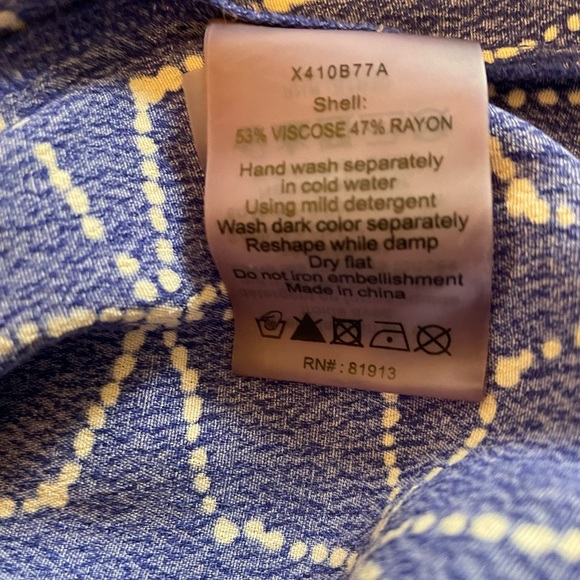 X410B77A
Shell:
53% VISCOSE 47% RAYON
Hand wash separately
in cold water
Using mild detergent
Wash dark color separately
Reshape while damp
Dry flat
Do not iron embellishment
Made in china
RN# : 81913